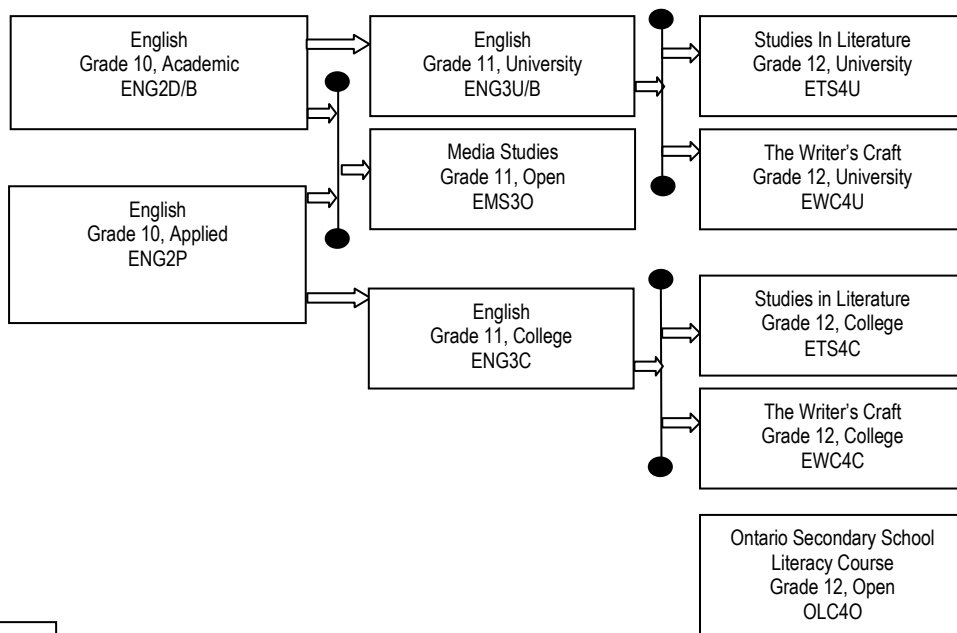 English
Grade 10, Academic
ENG2D/B
English
Grade 11, University
ENG3U/B
Studies In Literature
Grade 12, University
ETS4U
Media Studies
Grade 11, Open
EMS3O
The Writer’s Craft
Grade 12, University
EWC4U
English
Grade 10, Applied
ENG2P
English
Grade 11, College
ENG3C
Studies in Literature
Grade 12, College
ETS4C
The Writer’s Craft
Grade 12, College
EWC4C
Ontario Secondary School
Literacy Course
Grade 12, Open
OLC4O